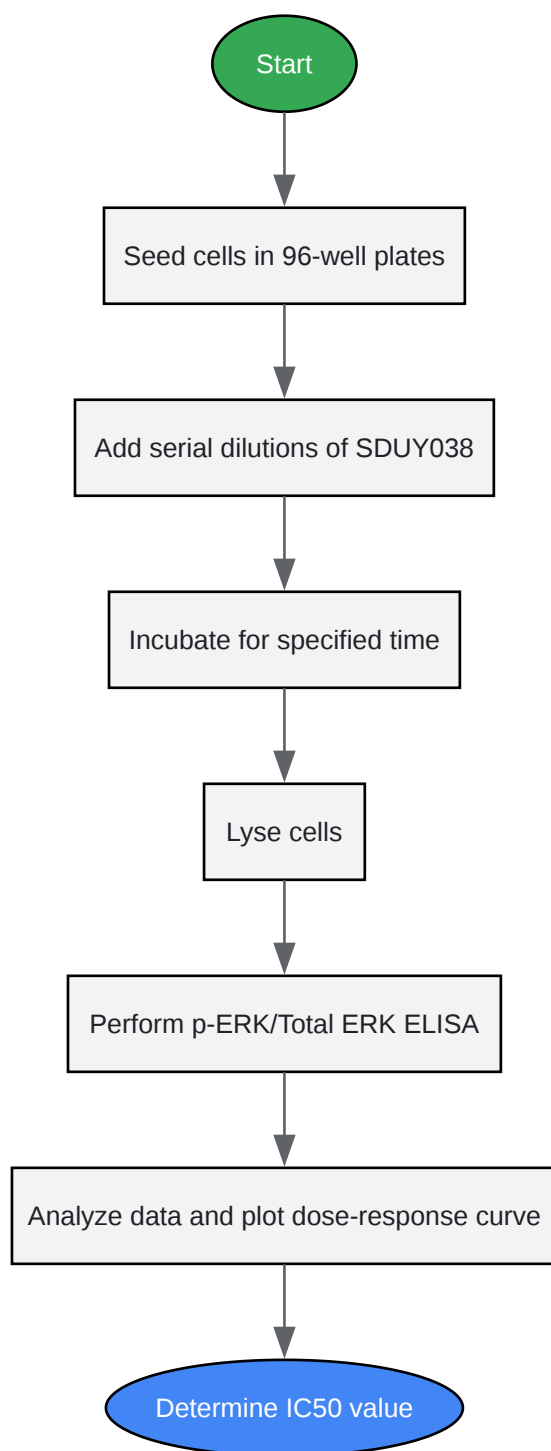 Start
Seed cells in 96-well plates
Add serial dilutions of SDUY038
Incubate for specified time
Lyse cells
Perform p-ERK/Total ERK ELISA
Analyze data and plot dose-response curve
Determine IC50 value